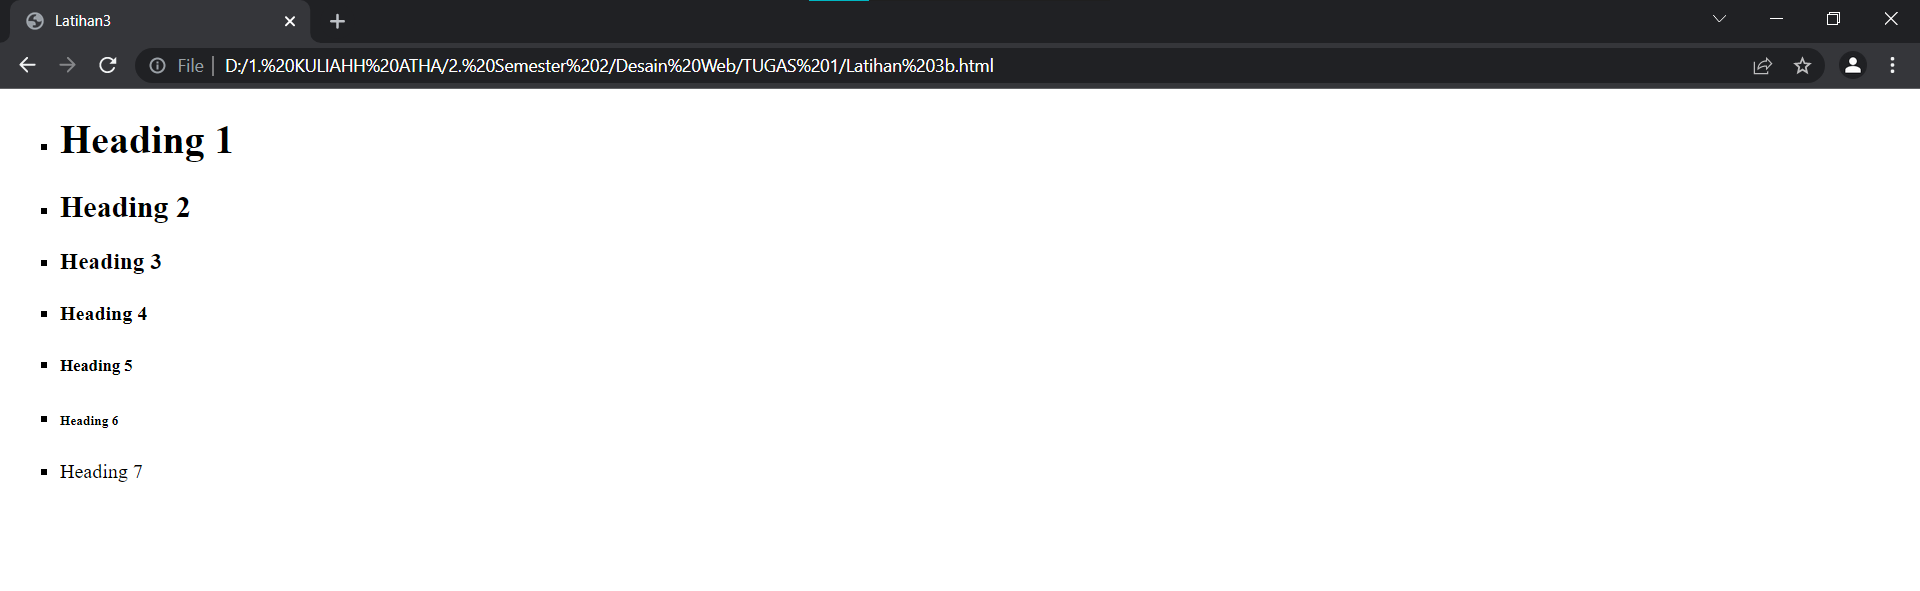 Latihan3
File | D:/1.%20KULIAHH%20ATHA/2.%20Semester%202/Desain%20Web/TUGAS%201/Latihan%203b.html
Heading 1
Heading 2
Heading 3
Heading 4
Heading 5
Heading 6
Heading 7